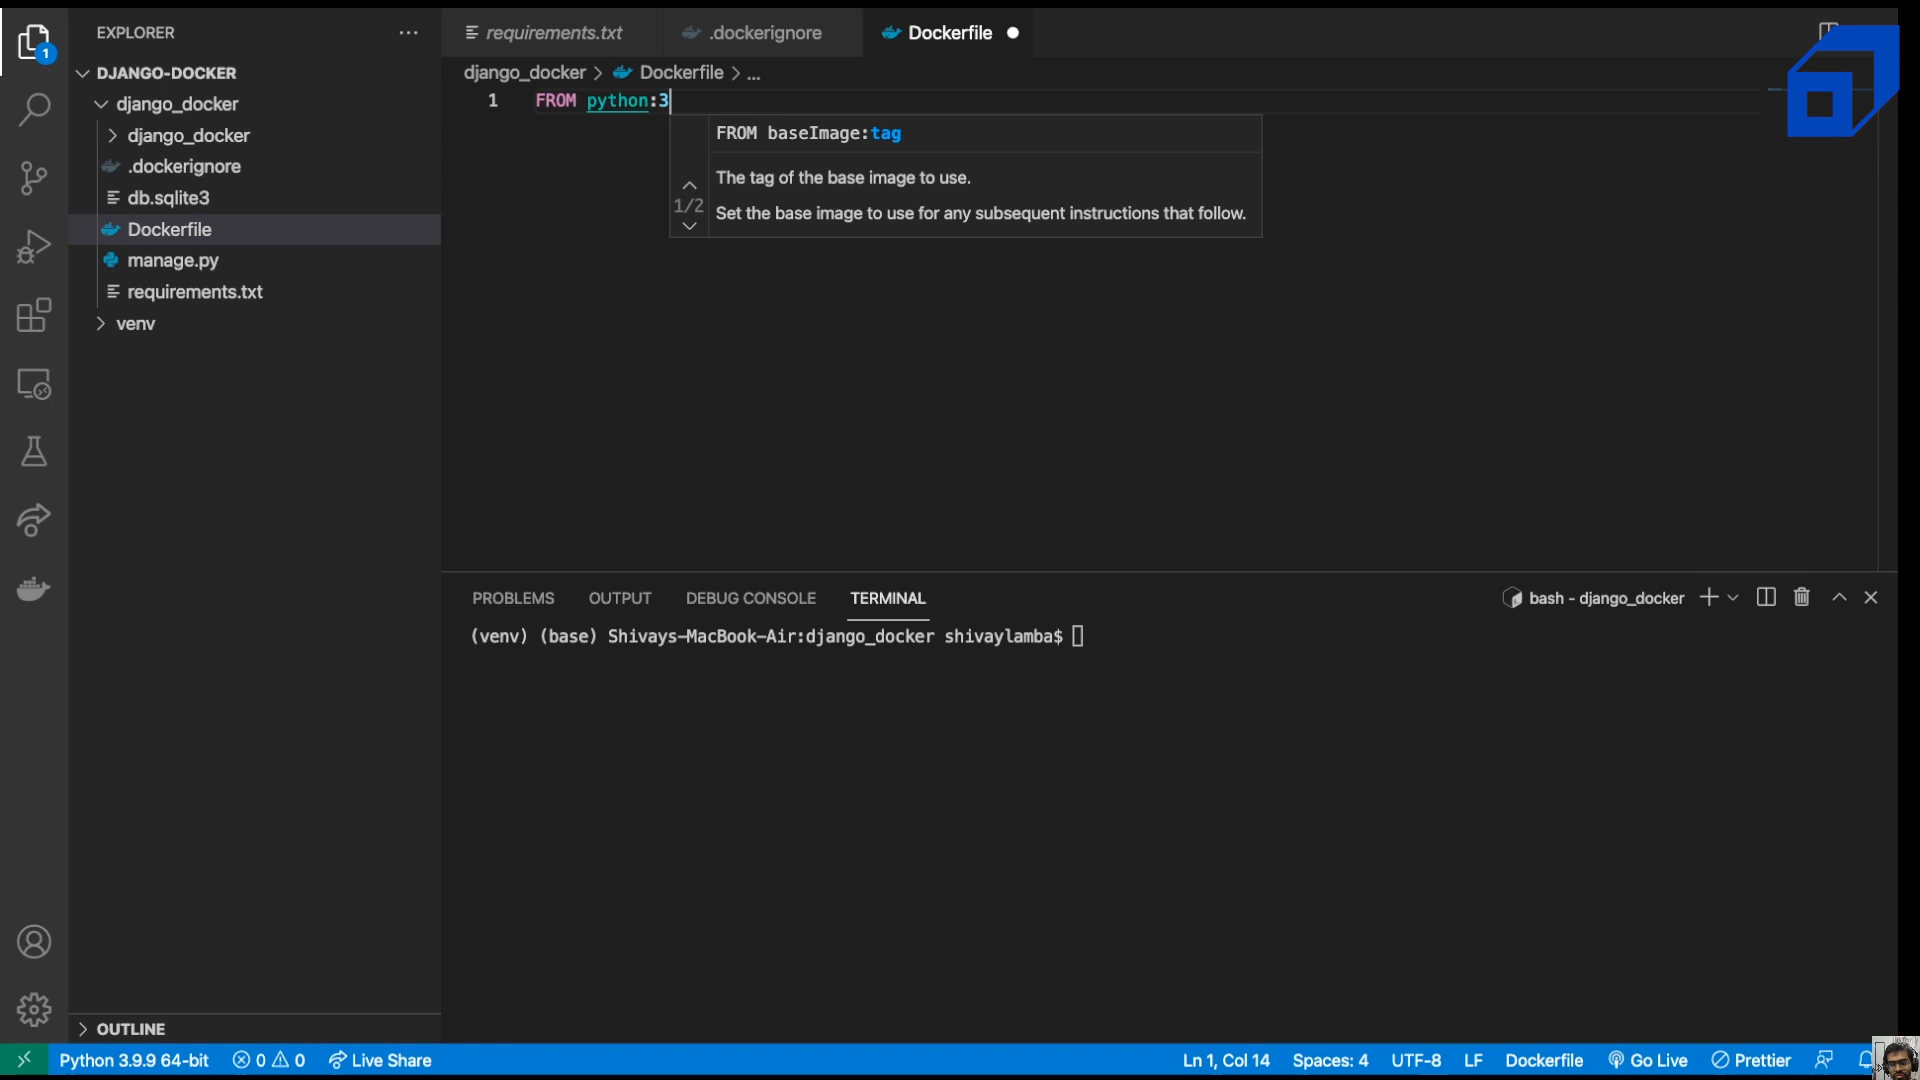 EXPLORER
1
DJANGO-DOCKER
django_docker
django_docker
.dockerignore
db.sqlite3
Dockerfile
manage.py
requirements.txt
venv
OUTLINE
requirements.txt .dockerignore Dockerfile
django_docker > Dockerfile > ...
1 FROM python:3
FROM baseImage:tag
The tag of the base image to use.
1/2
Set the base image to use for any subsequent instructions that follow.
PROBLEMS OUTPUT DEBUG CONSOLE TERMINAL bash - django_docker
(venv) (base) Shivays-MacBook-Air:django_docker shivaylamba$
Python 3.9.9 64-bit 0 0 Live Share Ln 1, Col 14 Spaces: 4 UTF-8 LF Dockerfile Go Live Prettier